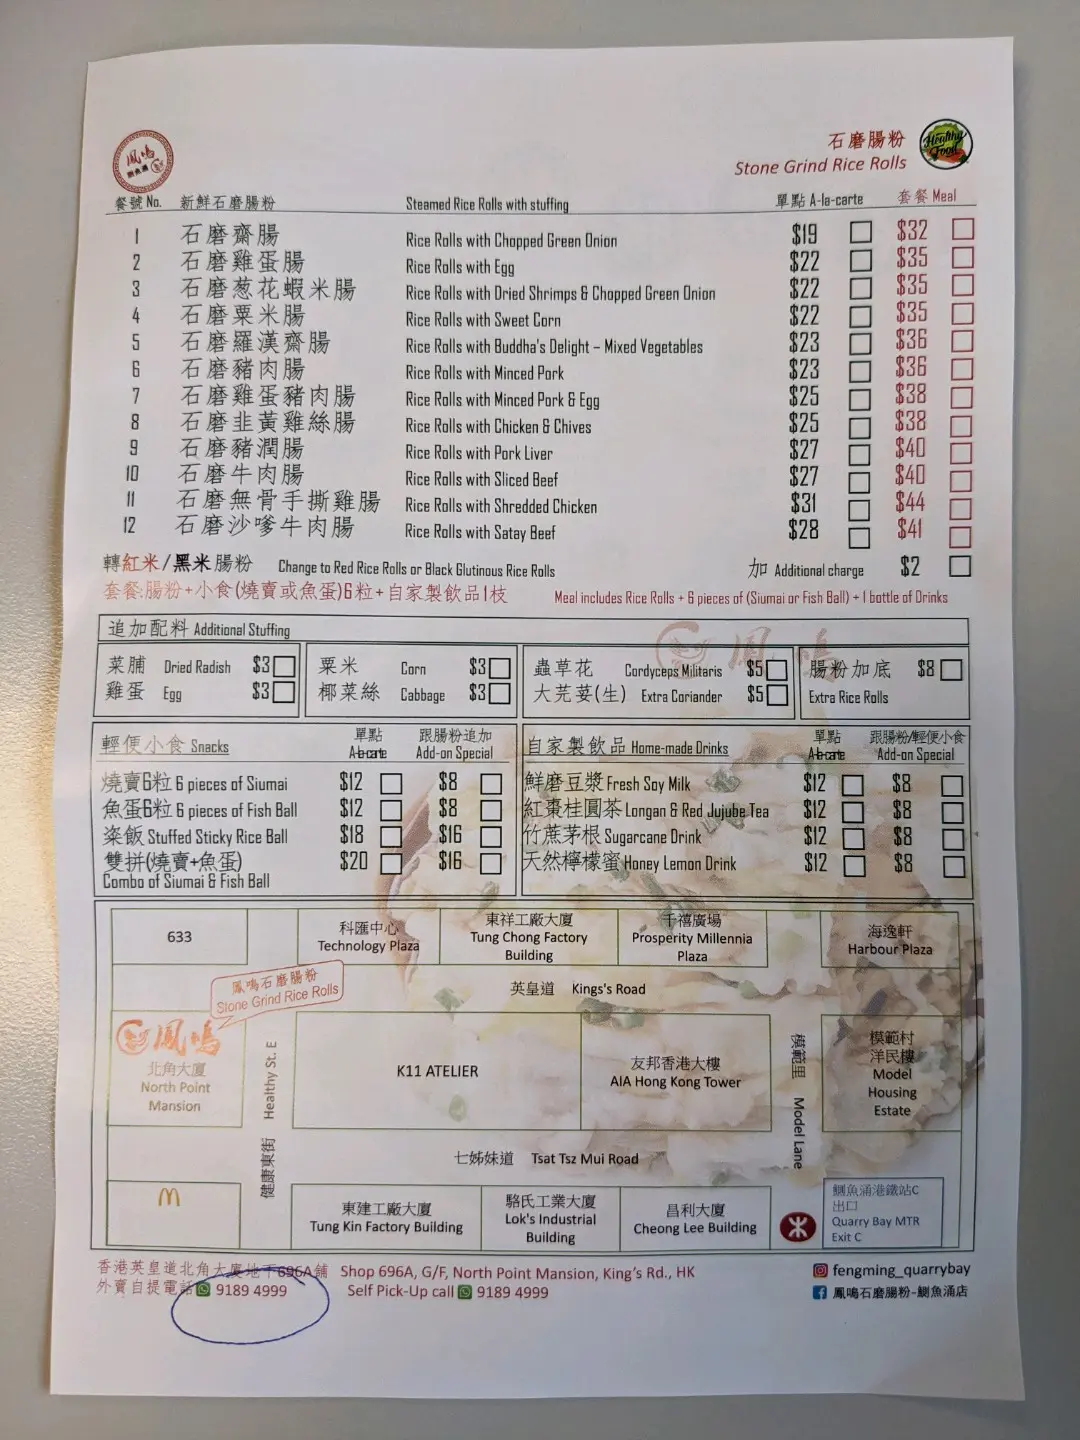 鳳鳴
石磨腸粉
Healthy Food
Stone Grind Rice Rolls
餐號 No. 新鮮石磨腸粉 Steamed Rice Rolls with stuffing 單點 A-la-carte 套餐 Meal
1 石磨齋腸 Rice Rolls with Chopped Green Onion $19 $32
2 石磨雞蛋腸 Rice Rolls with Egg $22 $35
3 石磨葱花蝦米腸 Rice Rolls with Dried Shrimps & Chopped Green Onion $22 $35
4 石磨粟米腸 Rice Rolls with Sweet Corn $22 $35
5 石磨羅漢齋腸 Rice Rolls with Buddha's Delight – Mixed Vegetables $23 $36
6 石磨豬肉腸 Rice Rolls with Minced Pork $23 $36
7 石磨雞蛋豬肉腸 Rice Rolls with Minced Pork & Egg $25 $38
8 石磨韭黃雞絲腸 Rice Rolls with Chicken & Chives $25 $38
9 石磨豬潤腸 Rice Rolls with Pork Liver $27 $40
10 石磨牛肉腸 Rice Rolls with Sliced Beef $27 $40
11 石磨無骨手撕雞腸 Rice Rolls with Shredded Chicken $31 $44
12 石磨沙嗲牛肉腸 Rice Rolls with Satay Beef $28 $41
轉紅米/黑米腸粉 Change to Red Rice Rolls or Black Glutinous Rice Rolls 加 Additional charge $2
套餐:腸粉+小食(燒賣或魚蛋)6粒+自家製飲品1枝 Meal includes Rice Rolls + 6 pieces of (Siumai or Fish Ball) + 1 bottle of Drinks
追加配料 Additional Stuffing
鳳鳴
菜脯 Dried Radish $3 粟米 Corn $3 蟲草花 Cordyceps Militaris $5 腸粉加底 $8
雞蛋 Egg $3 椰菜絲 Cabbage $3 大芫荽(生) Extra Coriander $5 Extra Rice Rolls
輕便小食 Snacks 單點 A-la-carte 跟腸粉追加 Add-on Special
燒賣6粒 6 pieces of Siumai $12 $8
魚蛋6粒 6 pieces of Fish Ball $12 $8
粢飯 Stuffed Sticky Rice Ball $18 $16
雙拼(燒賣+魚蛋) $20 $16
Combo of Siumai & Fish Ball
自家製飲品 Home-made Drinks 單點 A-la-carte 跟腸粉/輕便小食 Add-on Special
鮮磨豆漿 Fresh Soy Milk $12 $8
紅棗桂圓茶 Longan & Red Jujube Tea $12 $8
竹蔗茅根 Sugarcane Drink $12 $8
天然檸檬蜜 Honey Lemon Drink $12 $8
633
科匯中心
Technology Plaza
東祥工廠大廈
Tung Chong Factory
Building
千禧廣場
Prosperity Millennia
Plaza
海逸軒
Harbour Plaza
鳳鳴石磨腸粉
Stone Grind Rice Rolls
英皇道 Kings's Road
鳳鳴
北角大廈
North Point
Mansion
健康東街 Healthy St. E
K11 ATELIER
友邦香港大樓
AIA Hong Kong Tower
模範里 Model Lane
模範村
洋民樓
Model
Housing
Estate
七姊妹道 Tsat Tsz Mui Road
東建工廠大廈
Tung Kin Factory Building
駱氏工業大廈
Lok's Industrial
Building
昌利大廈
Cheong Lee Building
鰂魚涌港鐵站C
出口
Quarry Bay MTR
Exit C
香港英皇道北角大廈地下696A舖 Shop 696A, G/F, North Point Mansion, King's Rd., HK
外賣自提電話 9189 4999 Self Pick-Up call 9189 4999
fengming_quarrybay
鳳鳴石磨腸粉-鰂魚涌店